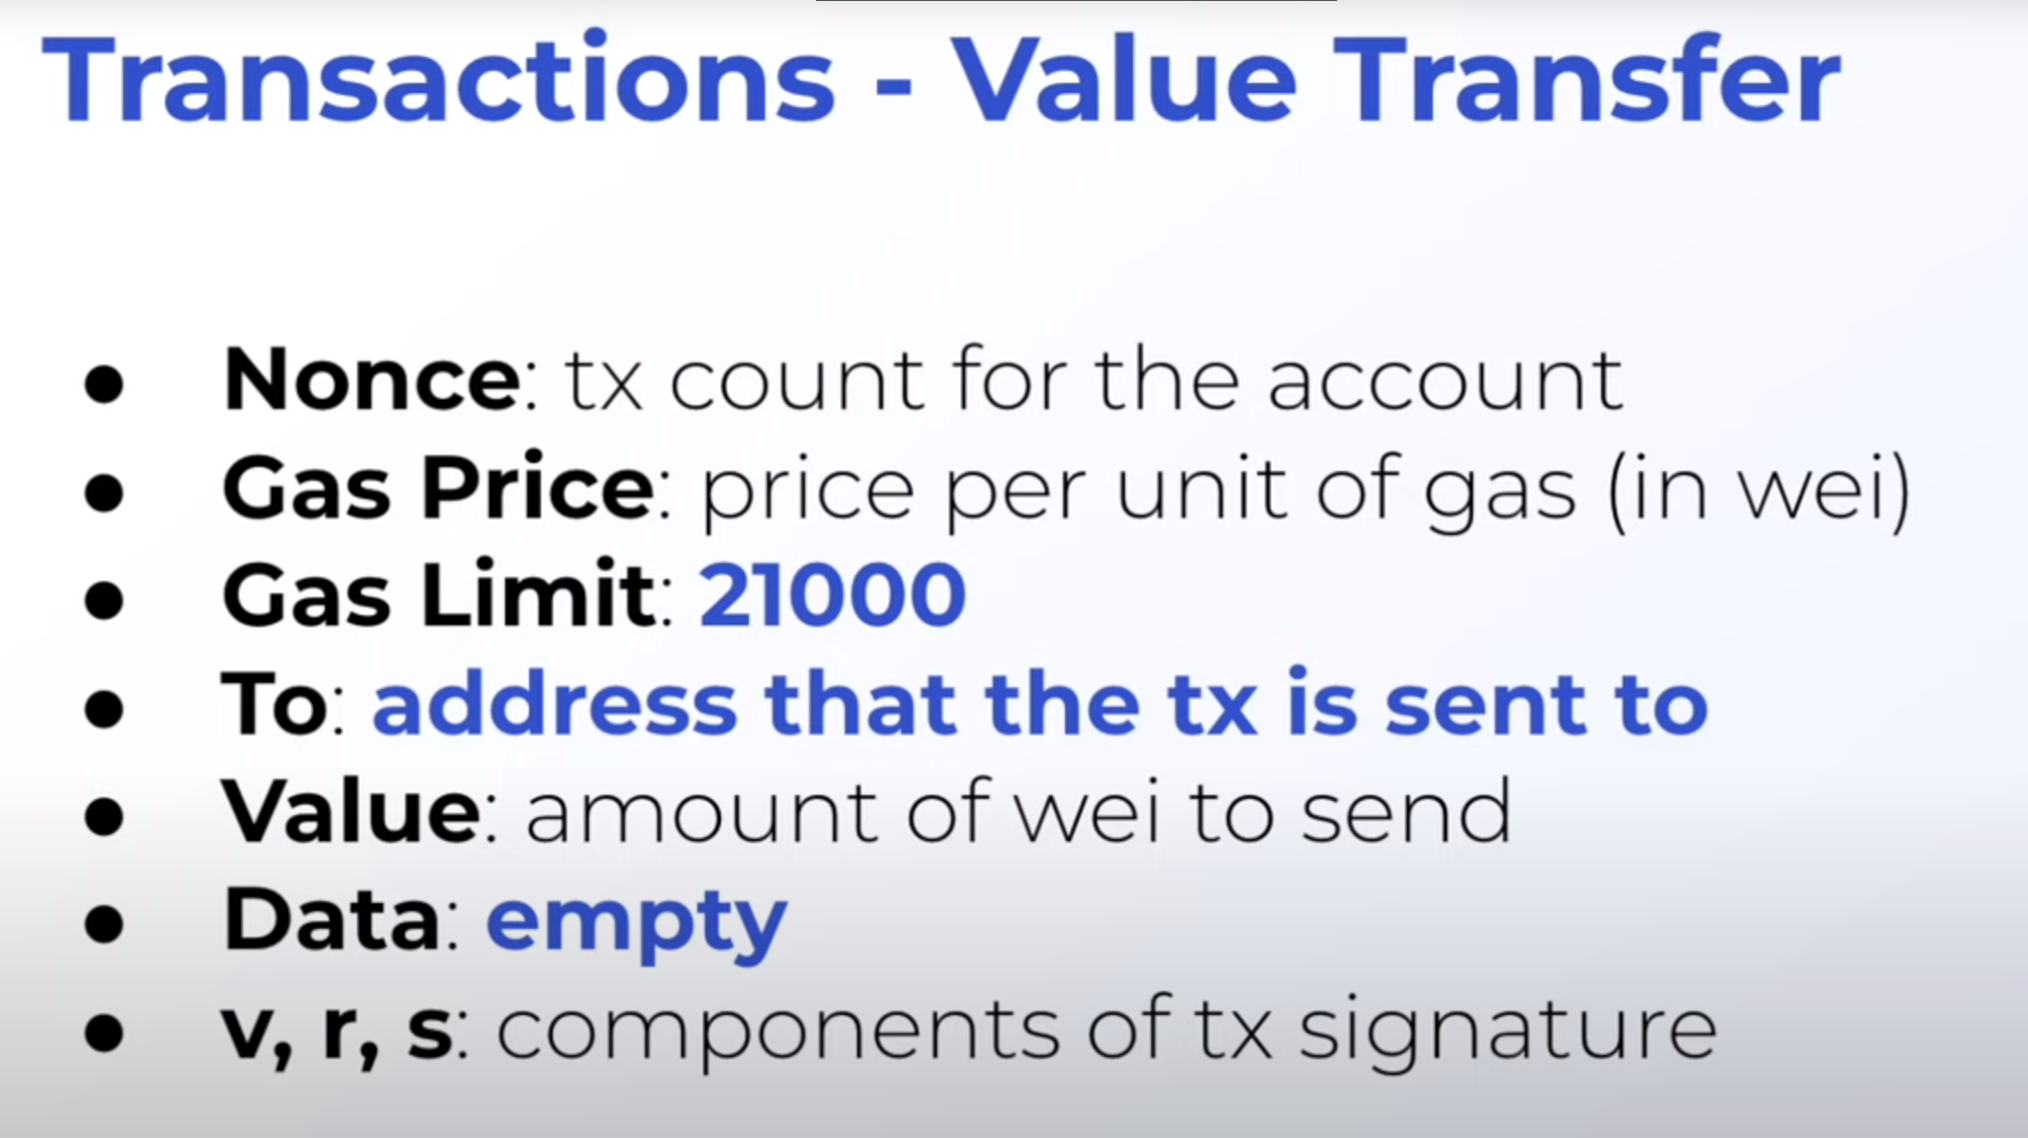 Transactions - Value Transfer
● Nonce: tx count for the account
● Gas Price: price per unit of gas (in wei)
● Gas Limit: 21000
● To: address that the tx is sent to
● Value: amount of wei to send
● Data: empty
● v, r, s: components of tx signature